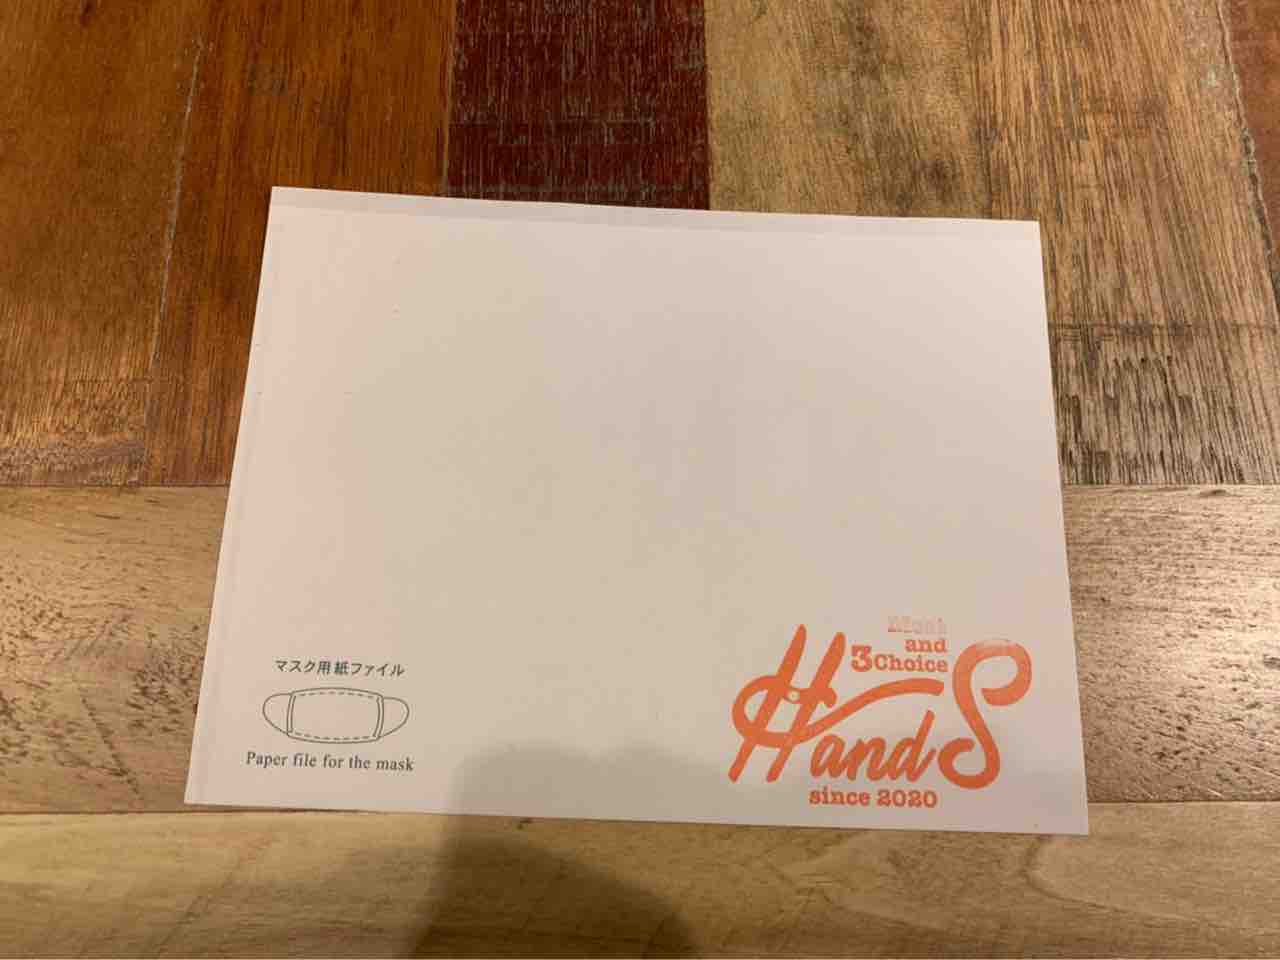 マスク用紙ファイル
Paper file for the mask
and
3Choice
HandS
since 2020